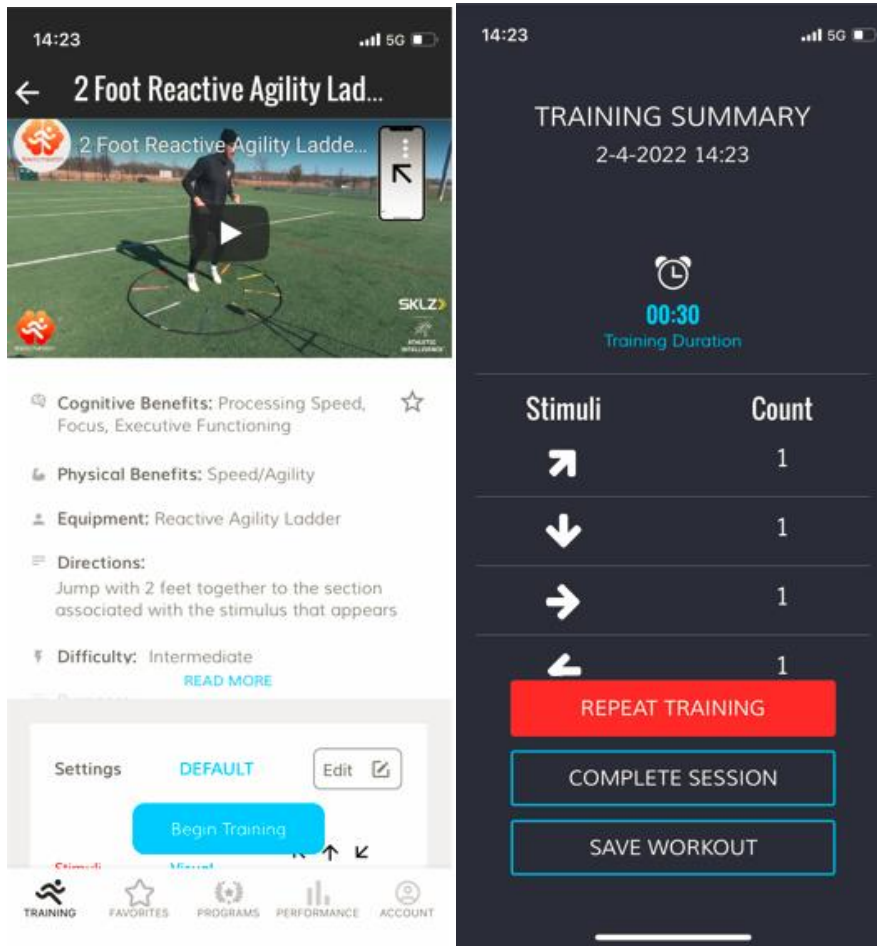 14:23
5G
2 Foot Reactive Agility Lad...
2 Foot Reactive Agility Ladde...
SKLZ
ATHLETIC
INTELLIGENCE
Cognitive Benefits: Processing Speed,
Focus, Executive Functioning
Physical Benefits: Speed/Agility
Equipment: Reactive Agility Ladder
Directions:
Jump with 2 feet together to the section
associated with the stimulus that appears
Difficulty: Intermediate
READ MORE
Settings
DEFAULT
Edit
Begin Training
Stimuli
Visual
TRAINING
FAVORITES
PROGRAMS
PERFORMANCE
ACCOUNT
14:23
5G
TRAINING SUMMARY
2-4-2022 14:23
00:30
Training Duration
Stimuli Count
1
1
1
1
REPEAT TRAINING
COMPLETE SESSION
SAVE WORKOUT